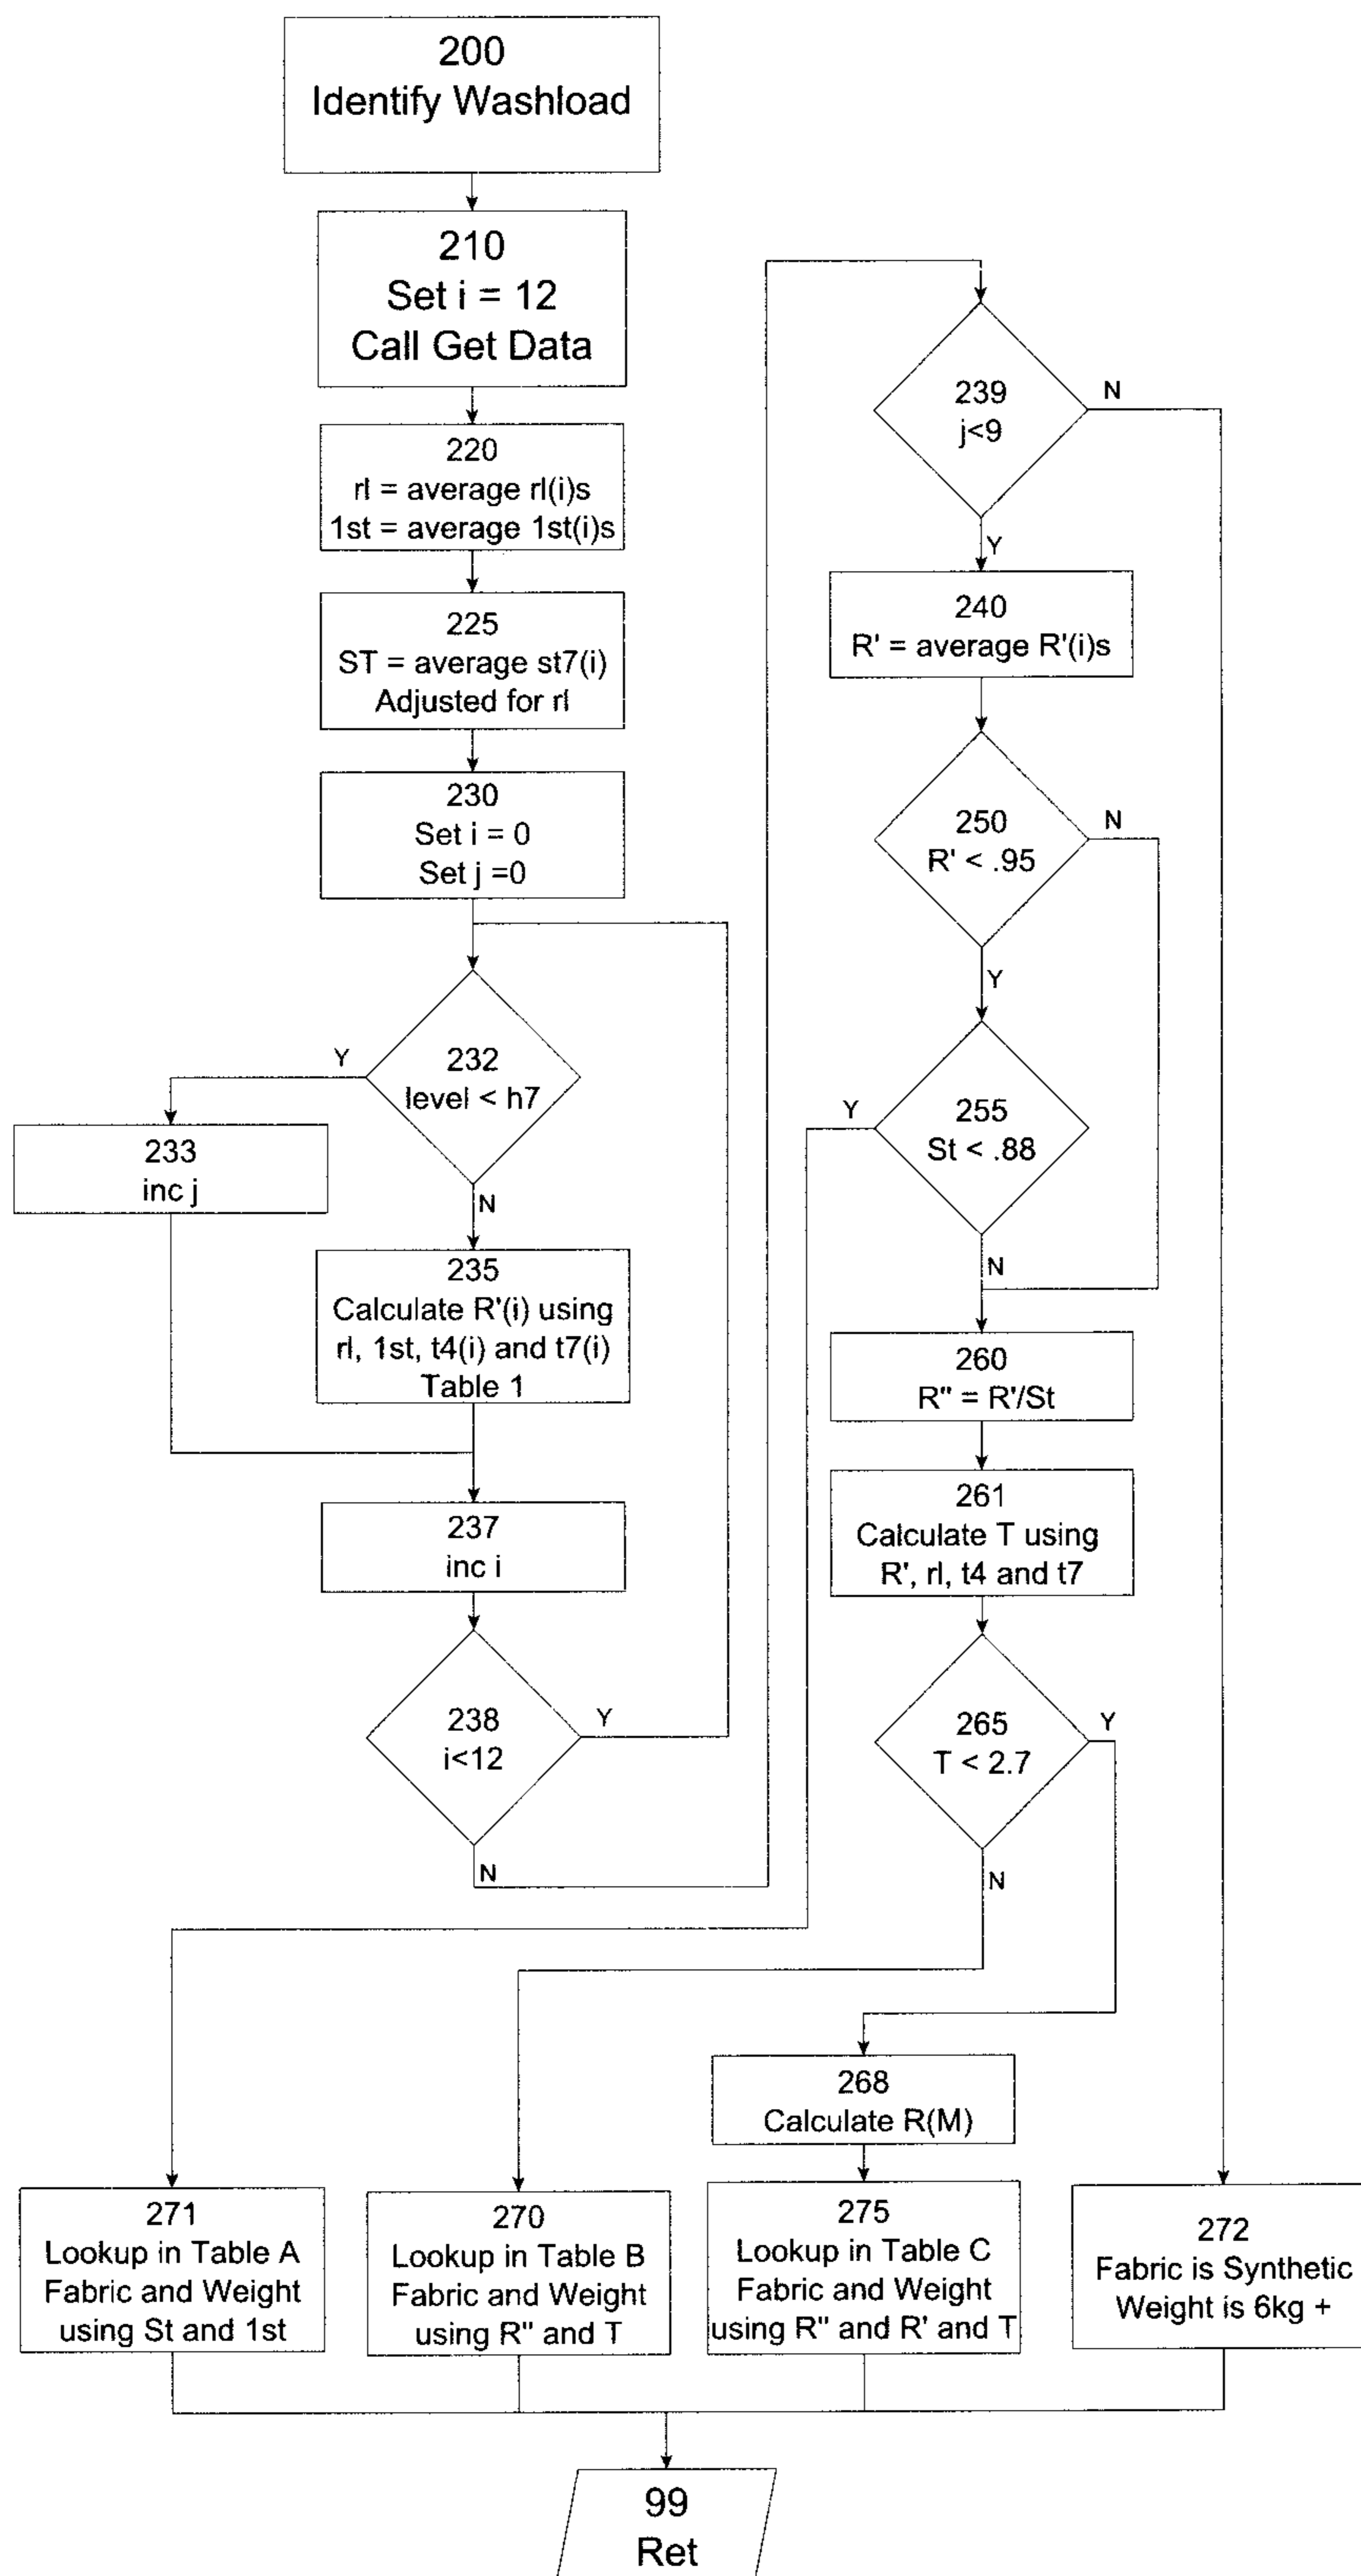 200
Identify Washload
210
Set i = 12
Call Get Data
220
rl = average rl(i)s
1st = average 1st(i)s
225
ST = average st7(i)
Adjusted for rl
230
Set i = 0
Set j =0
232
level < h7
Y
N
233
inc j
235
Calculate R'(i) using
rl, 1st, t4(i) and t7(i)
Table 1
237
inc i
238
i<12
Y
N
239
j<9
N
Y
240
R' = average R'(i)s
250
R' < .95
N
Y
255
St < .88
Y
N
260
R" = R'/St
261
Calculate T using
R', rl, t4 and t7
265
T < 2.7
Y
N
268
Calculate R(M)
271
Lookup in Table A
Fabric and Weight
using St and 1st
270
Lookup in Table B
Fabric and Weight
using R" and T
275
Lookup in Table C
Fabric and Weight
using R" and R' and T
272
Fabric is Synthetic
Weight is 6kg +
99
Ret